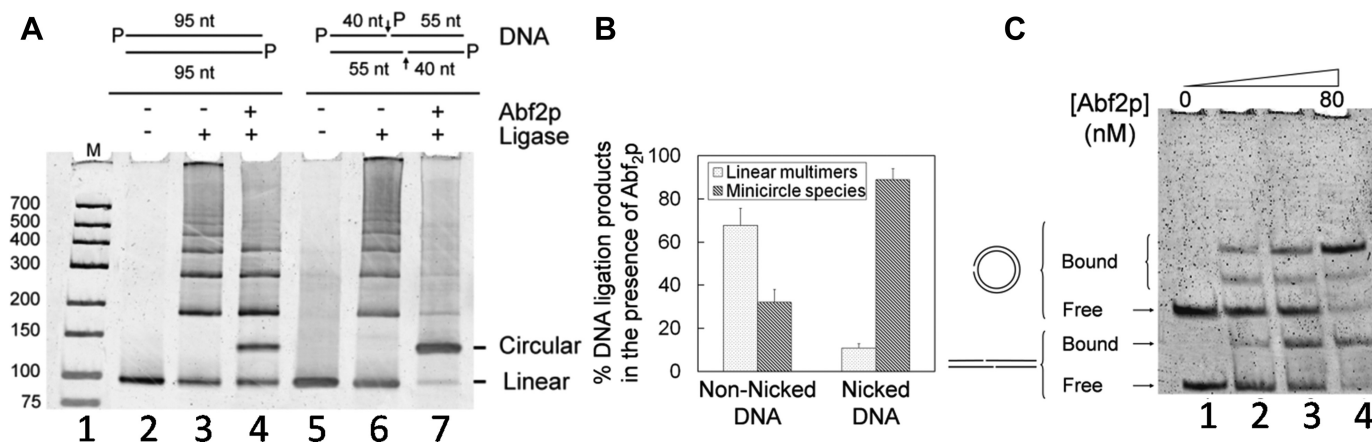 A
95 nt
P
P
95 nt
40 nt P 55 nt
P
P
55 nt 40 nt
DNA
- - + - - + Abf2p
- + + - + + Ligase
M
700
500
400
300
200
150
100
75
Circular
Linear
1 2 3 4 5 6 7
B
% DNA ligation products
in the presence of Abf2p
100
80
60
40
20
0
Linear multimers
Minicircle species
Non-Nicked
DNA
Nicked
DNA
C
[Abf2p]
(nM)
0 80
Bound
Free
Bound
Free
1 2 3 4